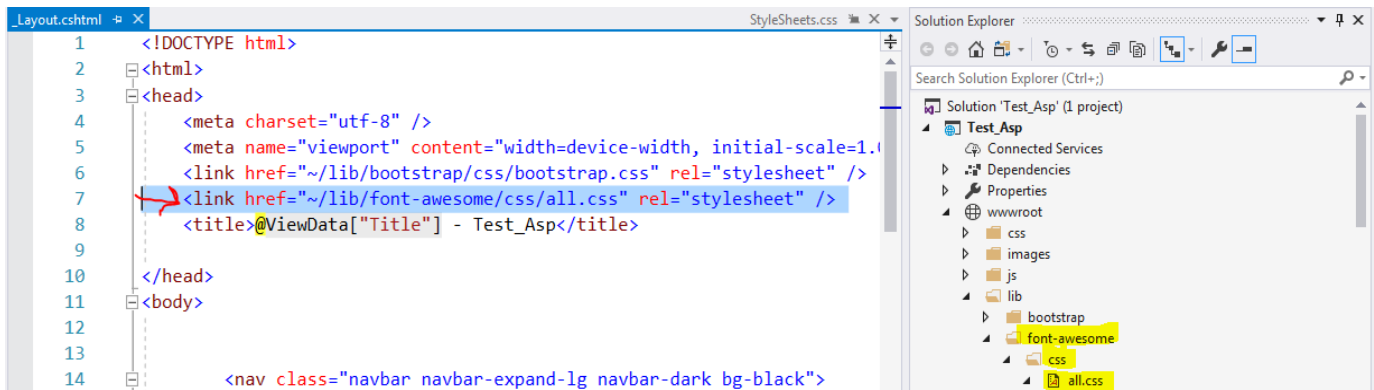 _Layout.cshtml
StyleSheets.css
1 <!DOCTYPE html>
2 <html>
3 <head>
4 <meta charset="utf-8" />
5 <meta name="viewport" content="width=device-width, initial-scale=1.
6 <link href="~/lib/bootstrap/css/bootstrap.css" rel="stylesheet" />
7 <link href="~/lib/font-awesome/css/all.css" rel="stylesheet" />
8 <title>@ViewData["Title"] - Test_Asp</title>
9
10 </head>
11 <body>
12
13
14 <nav class="navbar navbar-expand-lg navbar-dark bg-black">
Solution Explorer
Search Solution Explorer (Ctrl+;)
Solution 'Test_Asp' (1 project)
Test_Asp
Connected Services
Dependencies
Properties
wwwroot
css
images
js
lib
bootstrap
font-awesome
css
all.css